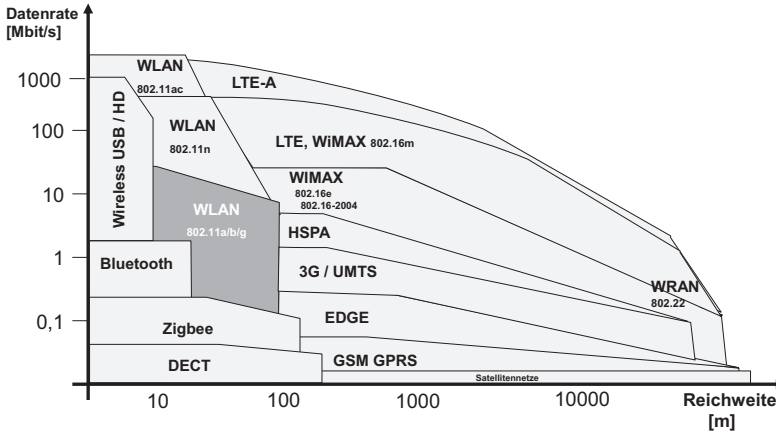 Datenrate
[Mbit/s]
1000
100
10
1
0,1
WLAN
802.11ac
LTE-A
Wireless USB / HD
WLAN
802.11n
LTE, WiMAX 802.16m
WIMAX
802.16e
802.16-2004
WLAN
802.11a/b/g
HSPA
Bluetooth
3G / UMTS
WRAN
802.22
Zigbee
EDGE
DECT
GSM GPRS
Satellitennetze
10
100
1000
10000
Reichweite
[m]